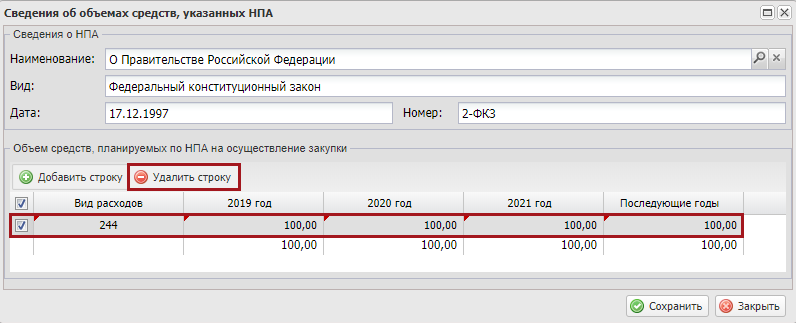 Сведения об объемах средств, указанных НПА
Сведения о НПА
Наименование: О Правительстве Российской Федерации
Вид: Федеральный конституционный закон
Дата: 17.12.1997 Номер: 2-ФКЗ
Объем средств, планируемых по НПА на осуществление закупки
Добавить строку Удалить строку
Вид расходов 2019 год 2020 год 2021 год Последующие годы
244 100,00 100,00 100,00 100,00
100,00 100,00 100,00 100,00
Сохранить Закрыть